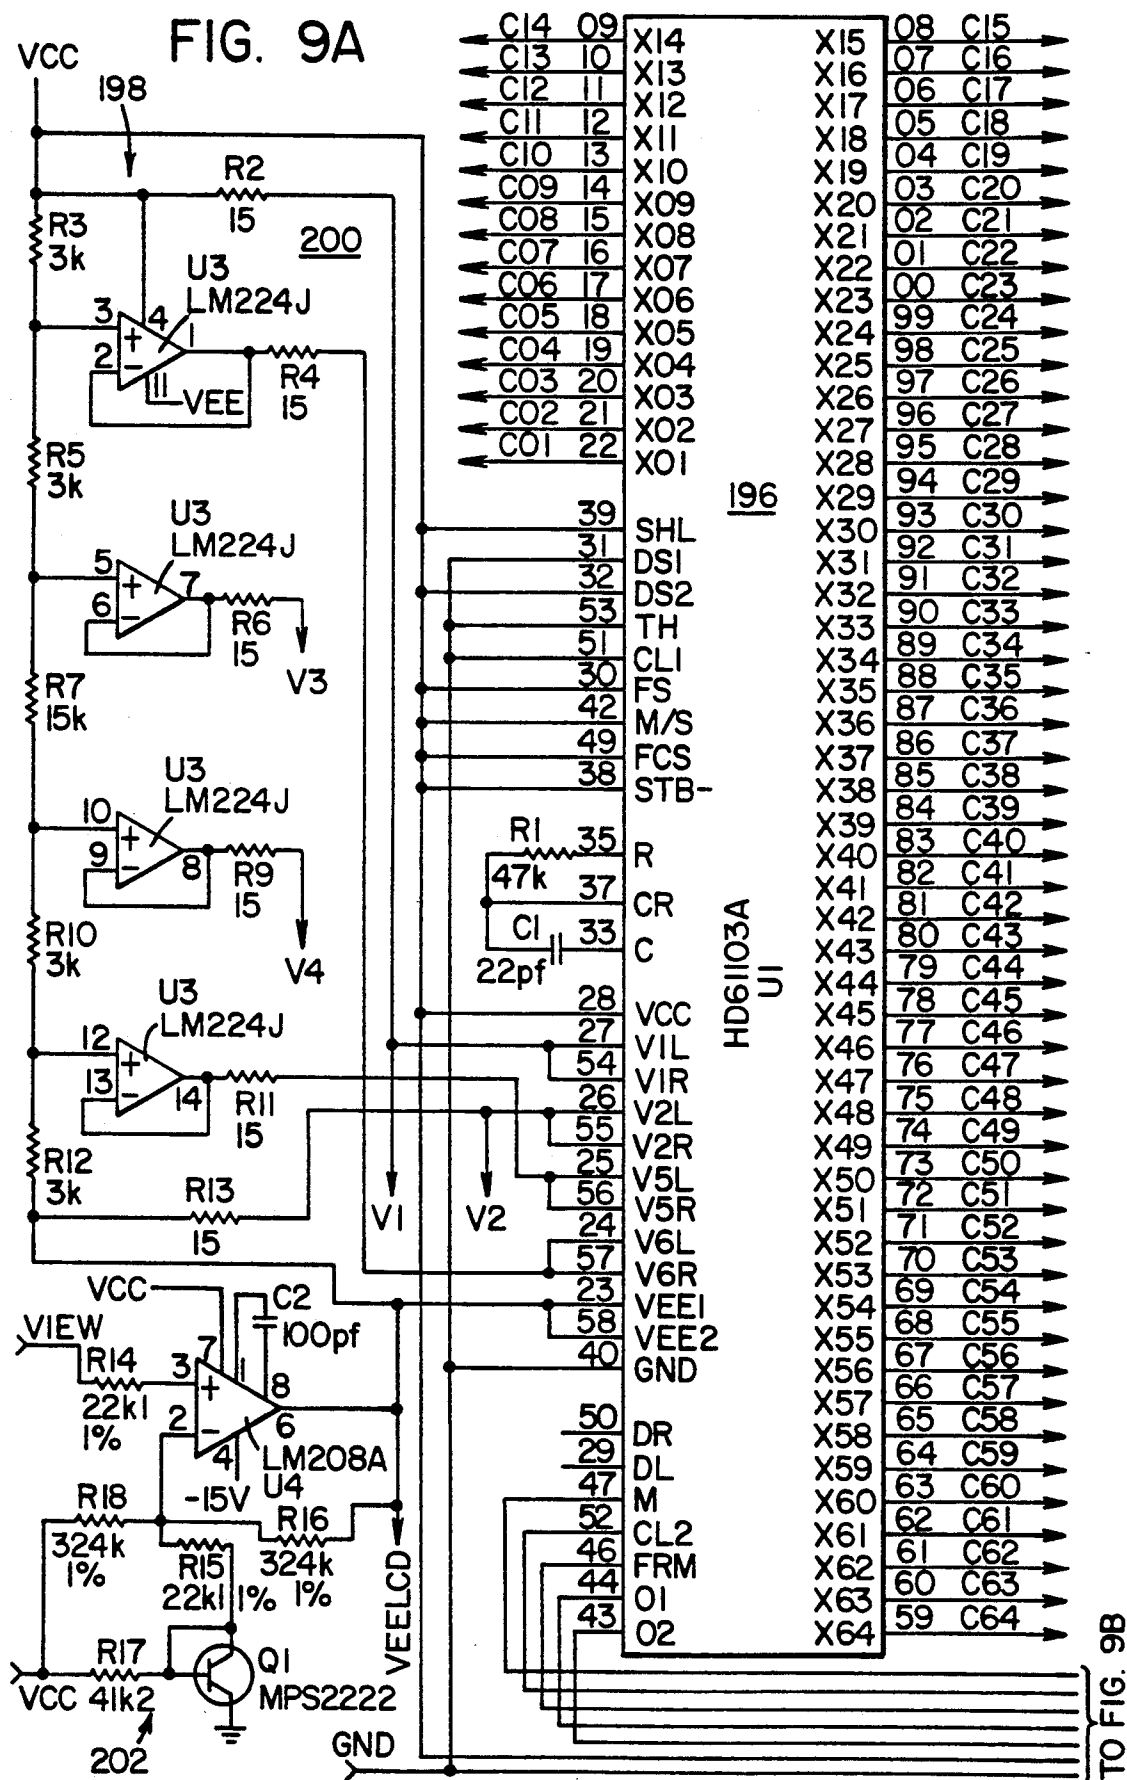 FIG. 9A
VCC
198
R2
15
200
R3
3k
U3
LM224J
3
4
1
2
11
VEE
R4
15
R5
3k
U3
LM224J
5
7
6
R6
15
V3
R7
15k
U3
LM224J
10
9
8
R9
15
V4
R10
3k
U3
LM224J
12
13
14
R11
15
R12
3k
R13
15
V1
V2
VCC
C2
100pf
VIEW
R14
22k1
1%
7
1
3
8
2
6
4
LM208A
U4
-15V
R18
324k
1%
R15
22k1
1%
R16
324k
1%
VEELCD
R17
41k2
VCC
Q1
MPS2222
202
GND
C14 09 X14
C13 10 X13
C12 11 X12
C11 12 X11
C10 13 X10
C09 14 X09
C08 15 X08
C07 16 X07
C06 17 X06
C05 18 X05
C04 19 X04
C03 20 X03
C02 21 X02
C01 22 X01
39 SHL
31 DS1
32 DS2
53 TH
51 CL1
30 FS
42 M/S
49 FCS
38 STB-
R1
47k
35 R
37 CR
C1
22pf
33 C
28 VCC
27 V1L
54 V1R
26 V2L
55 V2R
25 V5L
56 V5R
24 V6L
57 V6R
23 VEE1
58 VEE2
40 GND
50 DR
29 DL
47 M
52 CL2
46 FRM
44 O1
43 O2
196
HD61103A
U1
X15 08 C15
X16 07 C16
X17 06 C17
X18 05 C18
X19 04 C19
X20 03 C20
X21 02 C21
X22 01 C22
X23 00 C23
X24 99 C24
X25 98 C25
X26 97 C26
X27 96 C27
X28 95 C28
X29 94 C29
X30 93 C30
X31 92 C31
X32 91 C32
X33 90 C33
X34 89 C34
X35 88 C35
X36 87 C36
X37 86 C37
X38 85 C38
X39 84 C39
X40 83 C40
X41 82 C41
X42 81 C42
X43 80 C43
X44 79 C44
X45 78 C45
X46 77 C46
X47 76 C47
X48 75 C48
X49 74 C49
X50 73 C50
X51 72 C51
X52 71 C52
X53 70 C53
X54 69 C54
X55 68 C55
X56 67 C56
X57 66 C57
X58 65 C58
X59 64 C59
X60 63 C60
X61 62 C61
X62 61 C62
X63 60 C63
X64 59 C64
TO FIG. 9B